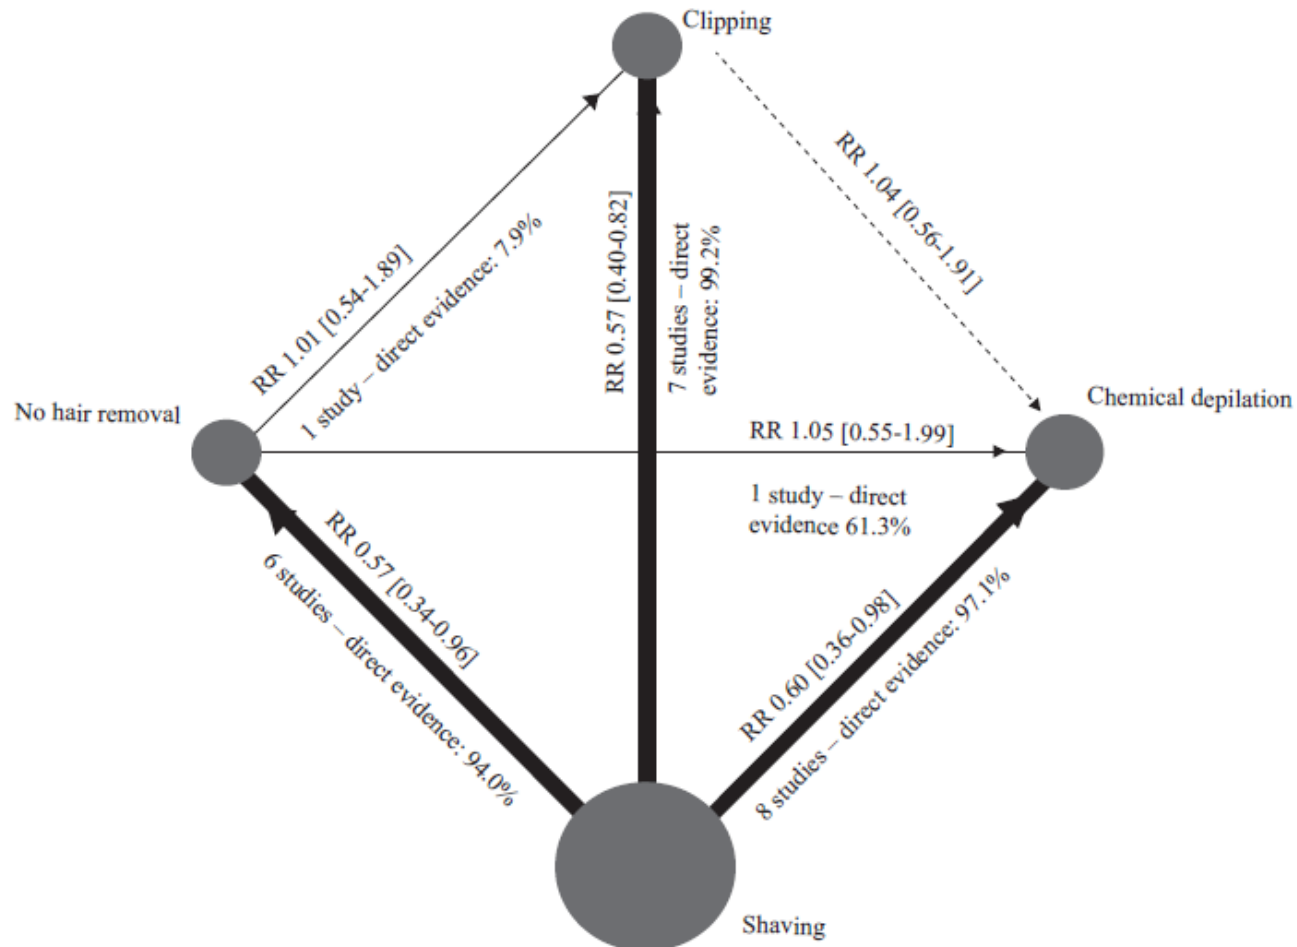 Clipping
RR 1.04 [0.56-1.91]
RR 1.01 [0.54-1.89]
1 study – direct evidence: 7.9%
RR 0.57 [0.40-0.82]
7 studies – direct
evidence: 99.2%
No hair removal
Chemical depilation
RR 1.05 [0.55-1.99]
1 study – direct
evidence 61.3%
RR 0.57 [0.34-0.96]
6 studies – direct evidence: 94.0%
RR 0.60 [0.36-0.98]
8 studies – direct evidence: 97.1%
Shaving